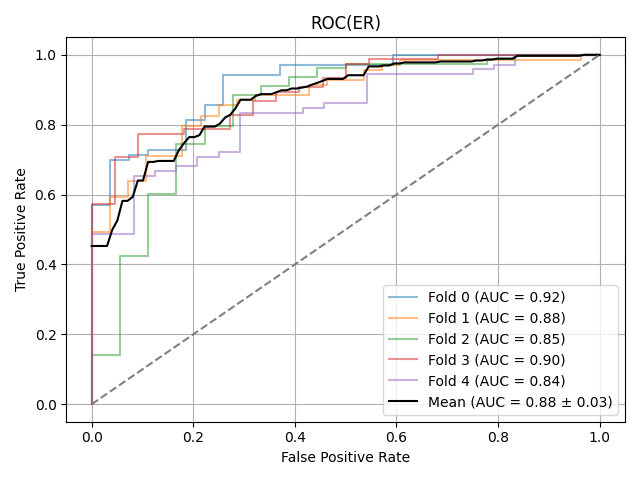 ROC(ER)
True Positive Rate
1.0
0.8
0.6
0.4
0.2
0.0
Fold 0 (AUC = 0.92)
Fold 1 (AUC = 0.88)
Fold 2 (AUC = 0.85)
Fold 3 (AUC = 0.90)
Fold 4 (AUC = 0.84)
Mean (AUC = 0.88 ± 0.03)
0.0 0.2 0.4 0.6 0.8 1.0
False Positive Rate